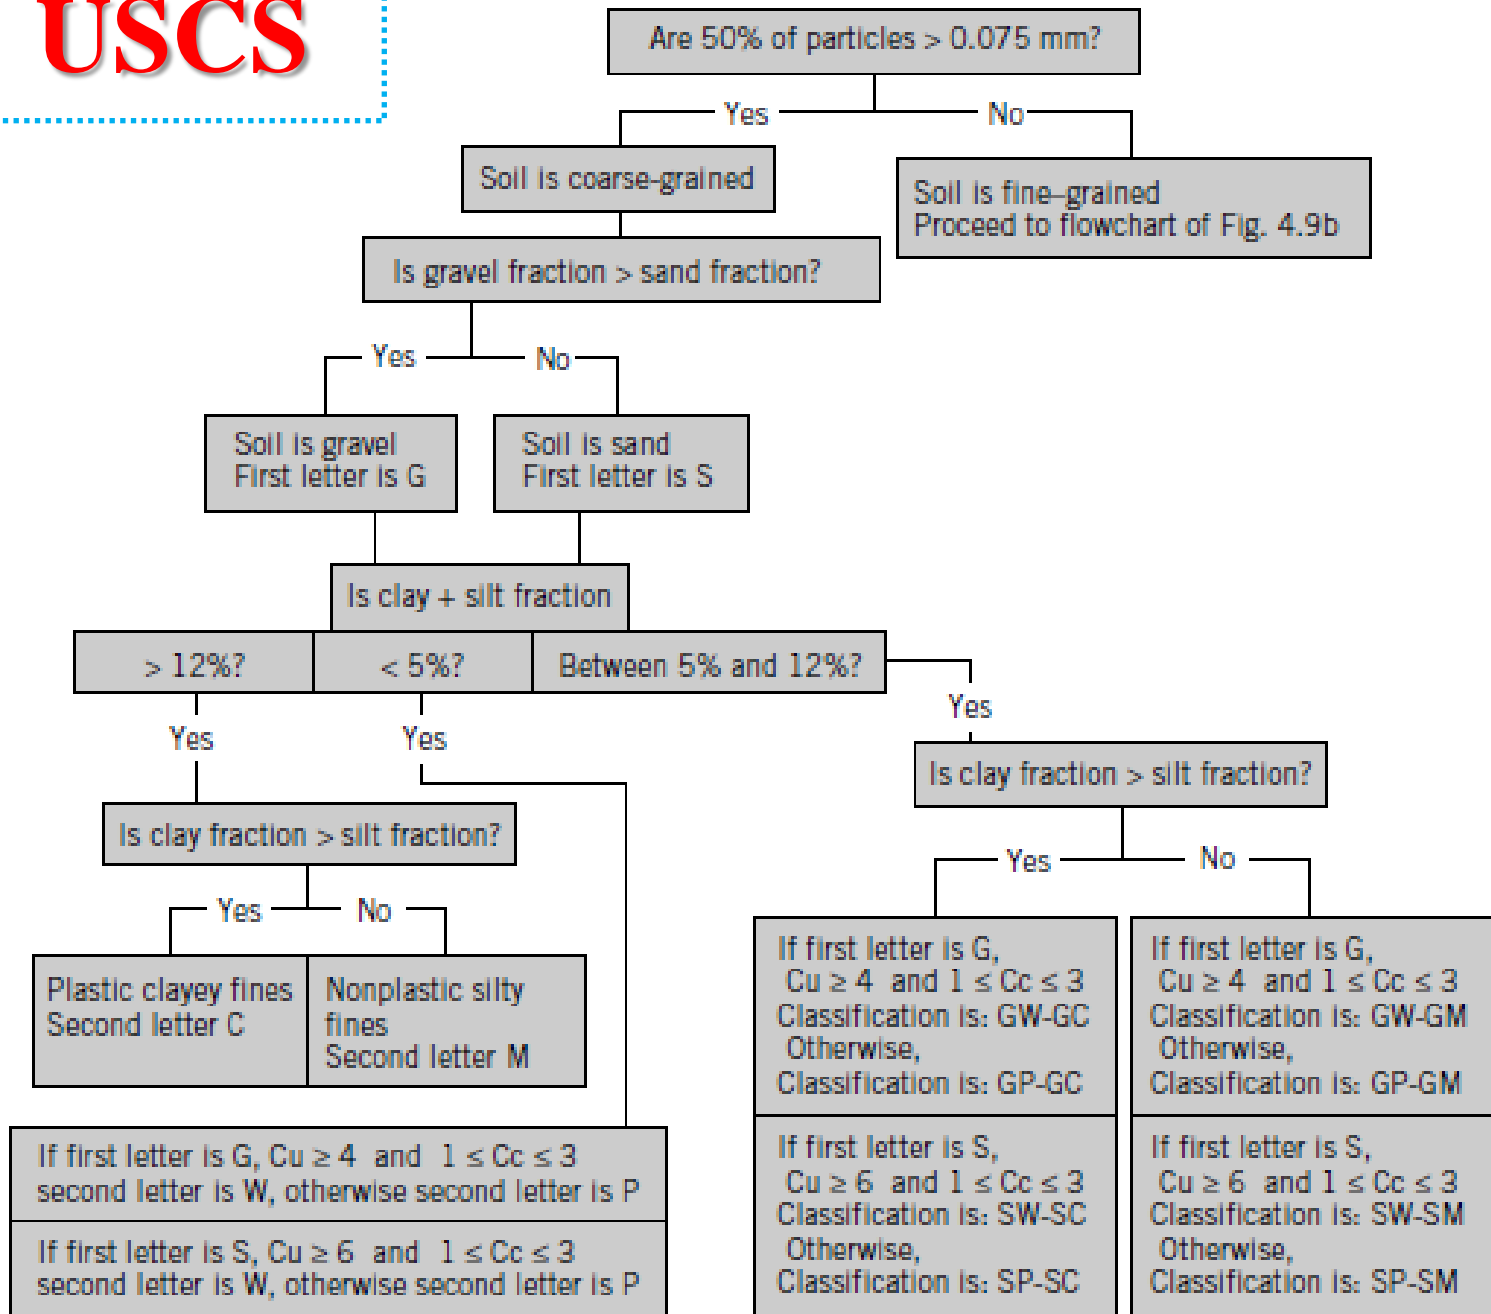 USCS
Are 50% of particles > 0.075 mm?
Yes
No
Soil is coarse-grained
Soil is fine–grained
Proceed to flowchart of Fig. 4.9b
Is gravel fraction > sand fraction?
Yes
No
Soil is gravel
First letter is G
Soil is sand
First letter is S
Is clay + silt fraction
> 12%?
< 5%?
Between 5% and 12%?
Yes
Yes
Yes
Is clay fraction > silt fraction?
Is clay fraction > silt fraction?
Yes
No
Yes
No
Plastic clayey fines
Second letter C
Nonplastic silty
fines
Second letter M
If first letter is G, Cu ≥ 4 and 1 ≤ Cc ≤ 3
second letter is W, otherwise second letter is P
If first letter is S, Cu ≥ 6 and 1 ≤ Cc ≤ 3
second letter is W, otherwise second letter is P
If first letter is G,
Cu ≥ 4 and 1 ≤ Cc ≤ 3
Classification is: GW-GC
Otherwise,
Classification is: GP-GC
If first letter is S,
Cu ≥ 6 and 1 ≤ Cc ≤ 3
Classification is: SW-SC
Otherwise,
Classification is: SP-SC
If first letter is G,
Cu ≥ 4 and 1 ≤ Cc ≤ 3
Classification is: GW-GM
Otherwise,
Classification is: GP-GM
If first letter is S,
Cu ≥ 6 and 1 ≤ Cc ≤ 3
Classification is: SW-SM
Otherwise,
Classification is: SP-SM